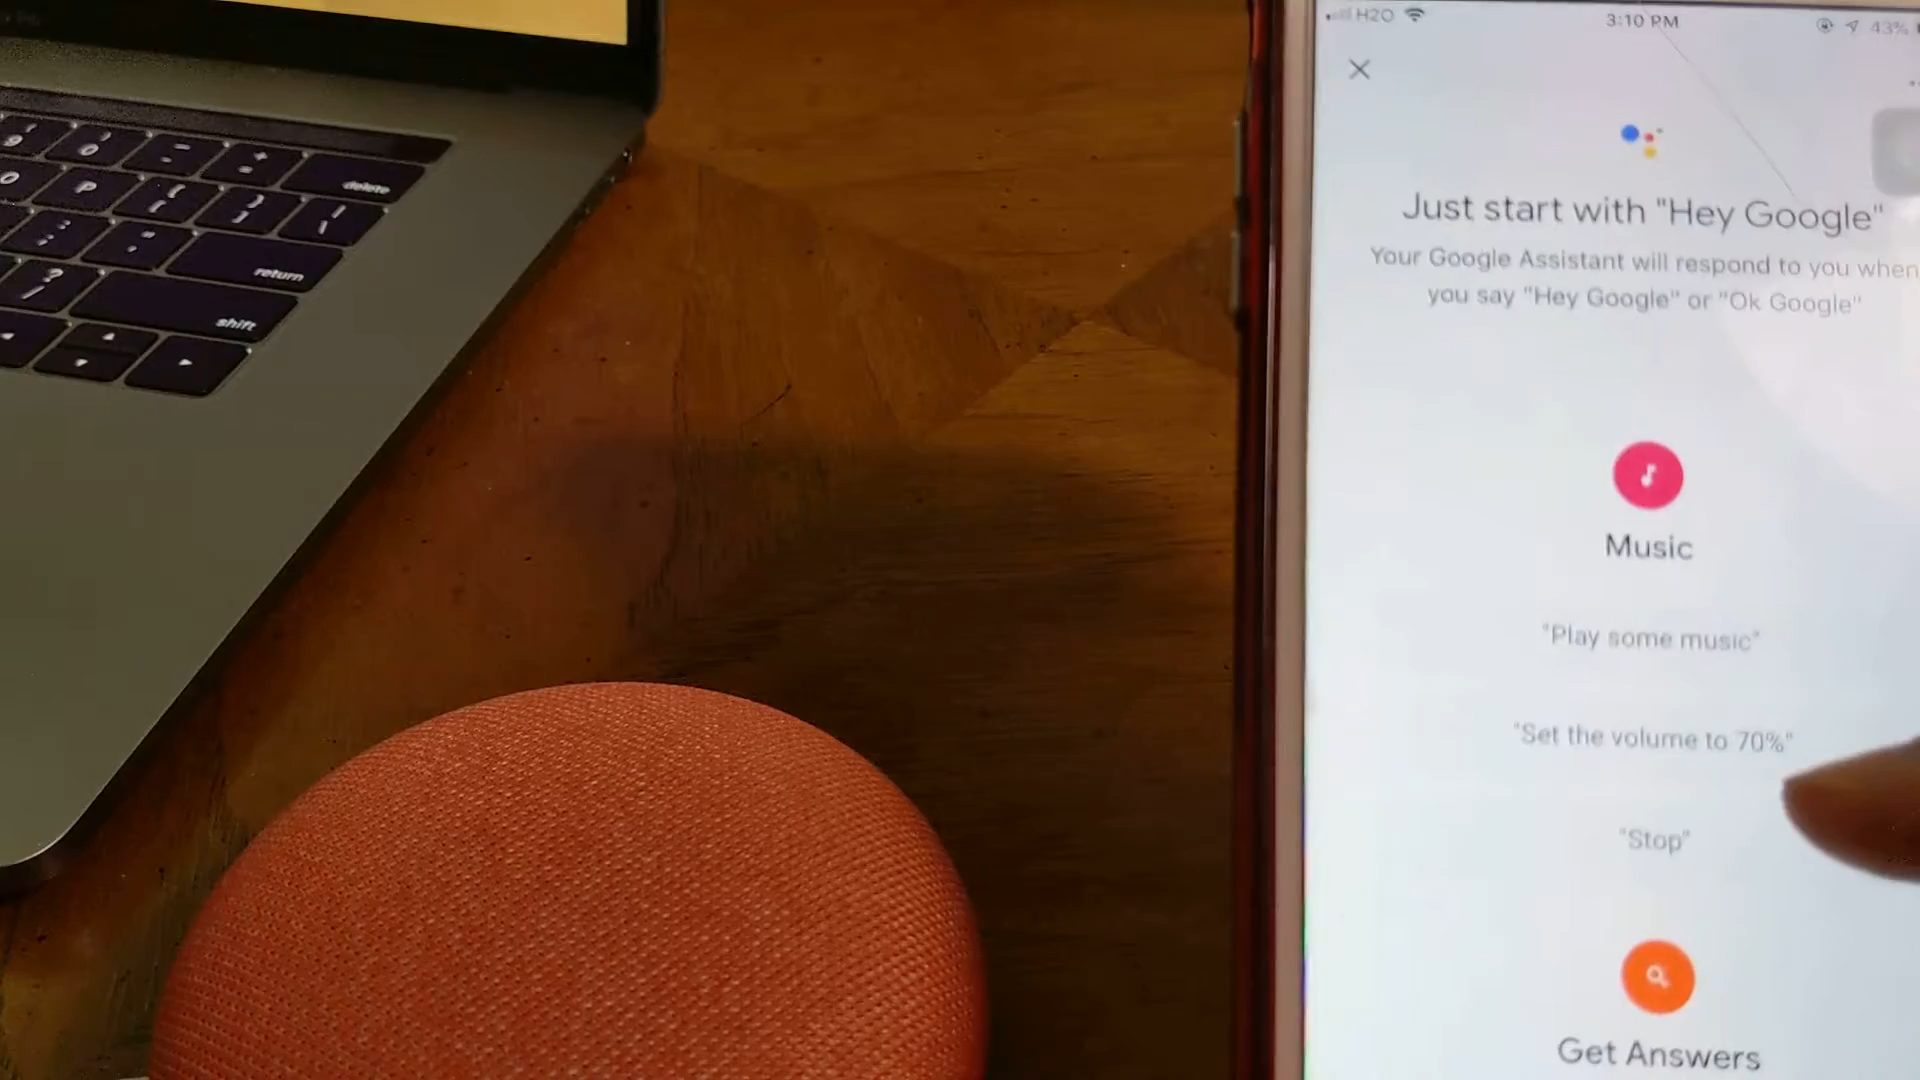 H2O 3:10 PM 43%
Just start with "Hey Google"
Your Google Assistant will respond to you when
you say "Hey Google" or "Ok Google"
Music
"Play some music"
"Set the volume to 70%"
"Stop"
Get Answers
delete
P
return
shift